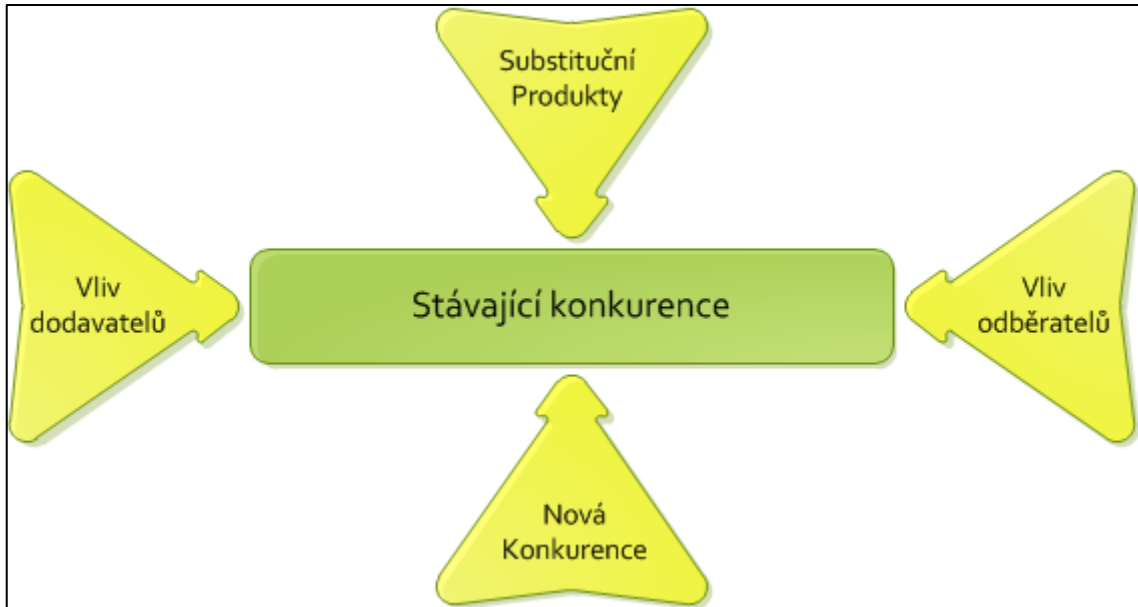 Substituční
Produkty
Vliv
dodavatelů
Stávající konkurence
Vliv
odběratelů
Nová
Konkurence